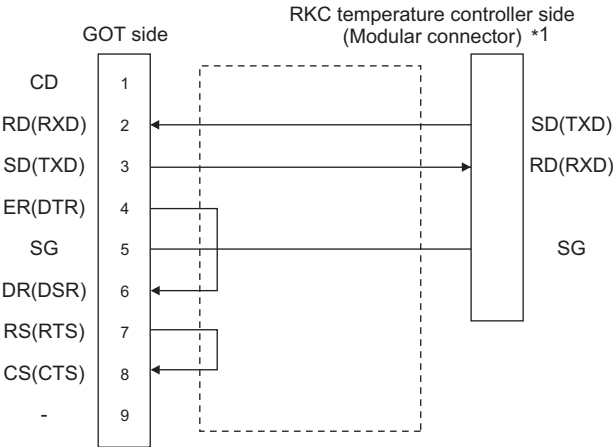 RKC temperature controller side
(Modular connector) *1
GOT side
CD 1
RD(RXD) 2 SD(TXD)
SD(TXD) 3 RD(RXD)
ER(DTR) 4
SG 5 SG
DR(DSR) 6
RS(RTS) 7
CS(CTS) 8
- 9